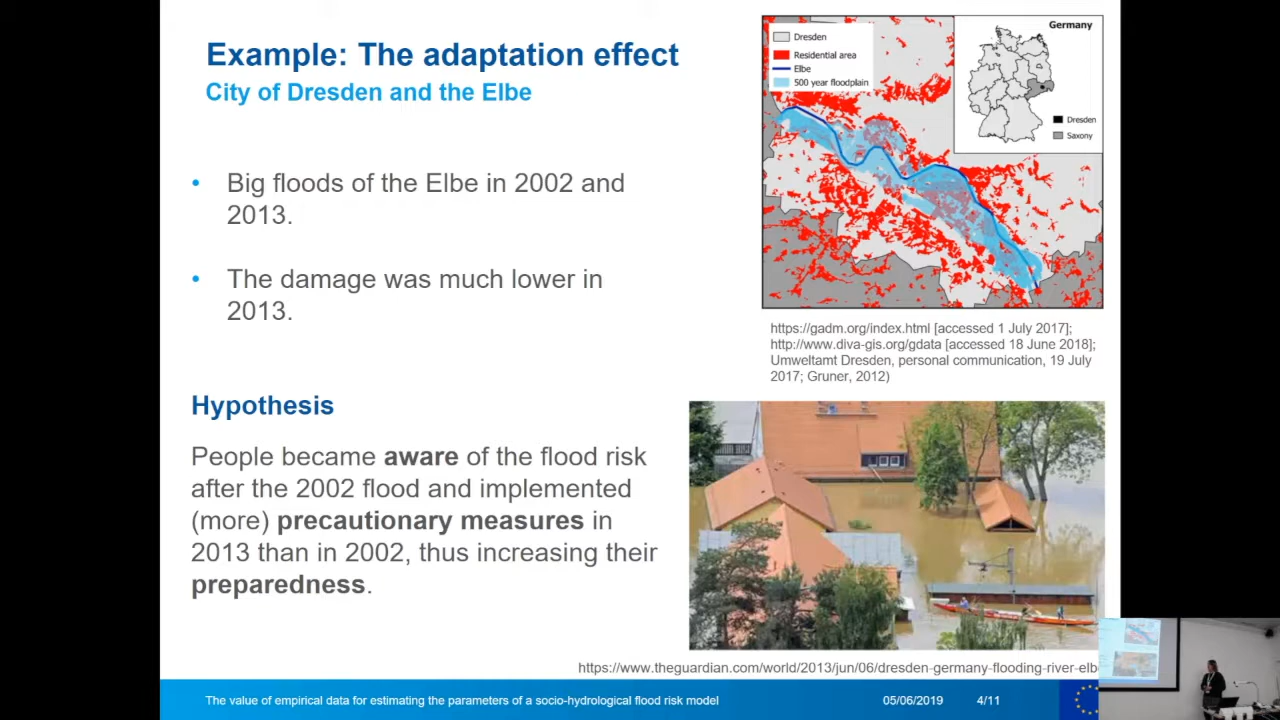 Example: The adaptation effect
City of Dresden and the Elbe
• Big floods of the Elbe in 2002 and
2013.
• The damage was much lower in
2013.
Hypothesis
People became aware of the flood risk
after the 2002 flood and implemented
(more) precautionary measures in
2013 than in 2002, thus increasing their
preparedness.
Dresden
Residential area
Elbe
500 year floodplain
Germany
Dresden
Saxony
https://gadm.org/index.html [accessed 1 July 2017];
http://www.diva-gis.org/gdata [accessed 18 June 2018];
Umweltamt Dresden, personal communication, 19 July
2017; Gruner, 2012)
https://www.theguardian.com/world/2013/jun/06/dresden-germany-flooding-river-elb
The value of empirical data for estimating the parameters of a socio-hydrological flood risk model
05/06/2019
4/11